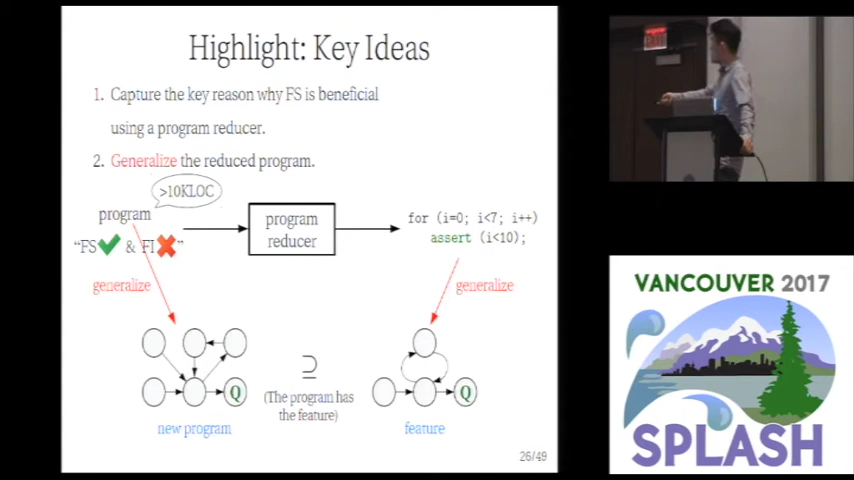 Highlight: Key Ideas
1. Capture the key reason why FS is beneficial
using a program reducer.
2. Generalize the reduced program.
>10KLOC
program
"FS✔ & FI✖"
program
reducer
for (i=0; i<7; i++)
assert (i<10);
generalize
generalize
Q
⊇
(The program has
the feature)
Q
new program
feature
26/49
EXIT
VANCOUVER 2017
SPLASH